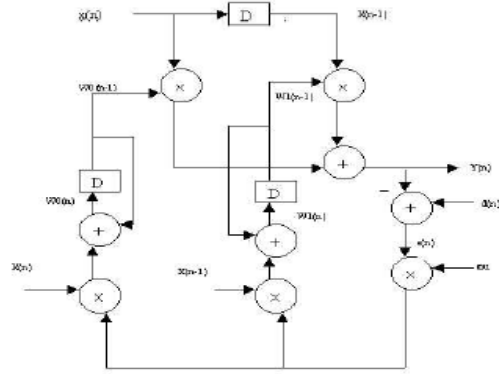 x(n)
D
X(n-1)
×
×
W0(n-1)
W1(n-1)
+
Y(n)
D
D
−
W0(n)
+
d(n)
+
+
W1(n)
e(n)
X(n)
X(n-1)
×
×
×